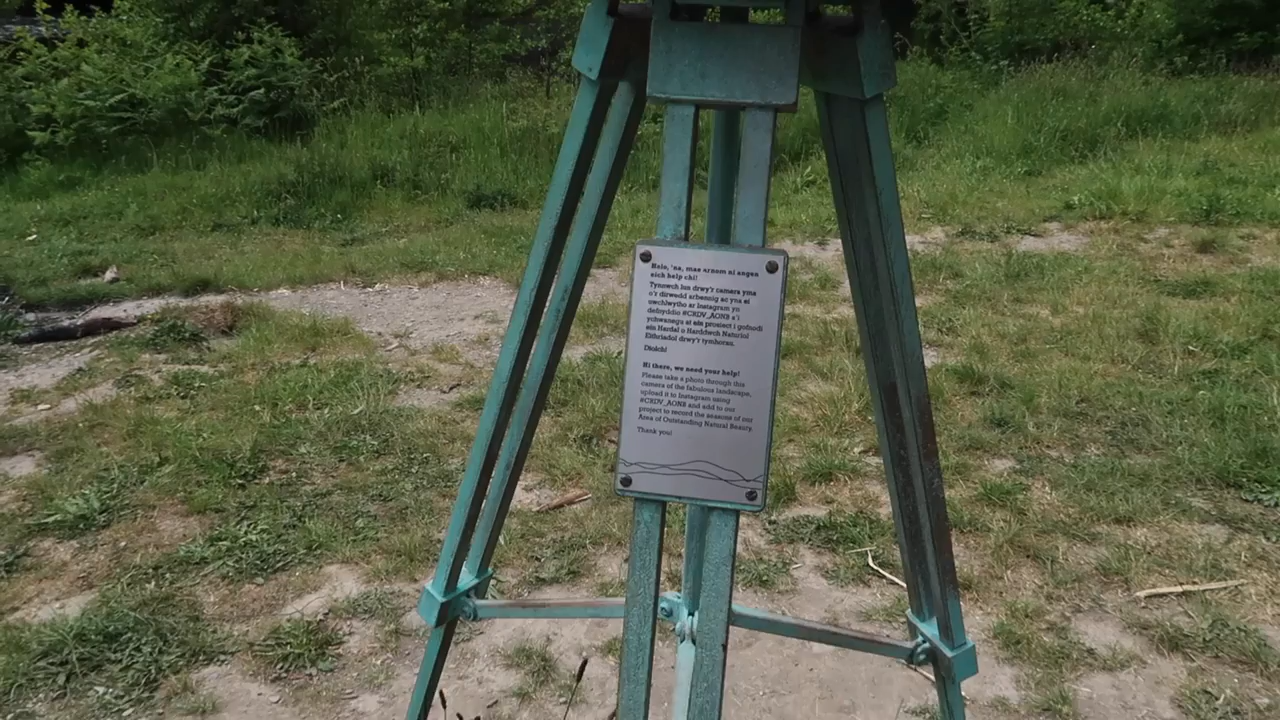 Helo, 'na, mae arnom ni angen
eich help chi!
Tynnwch lun drwy'r camera yma
o'r dirwedd arbennig ac yna ei
uwchlwytho ar Instagram yn
defnyddio #CRDV_AONB a'i
ychwanegu at ein prosiect i gofnodi
ein Hardal o Harddwch Naturiol
Eithriadol drwy'r tymhorau.
Diolch!
Hi there, we need your help!
Please take a photo through this
camera of the fabulous landscape,
upload it to Instagram using
#CRDV_AONB and add to our
project to record the seasons of our
Area of Outstanding Natural Beauty.
Thank you!